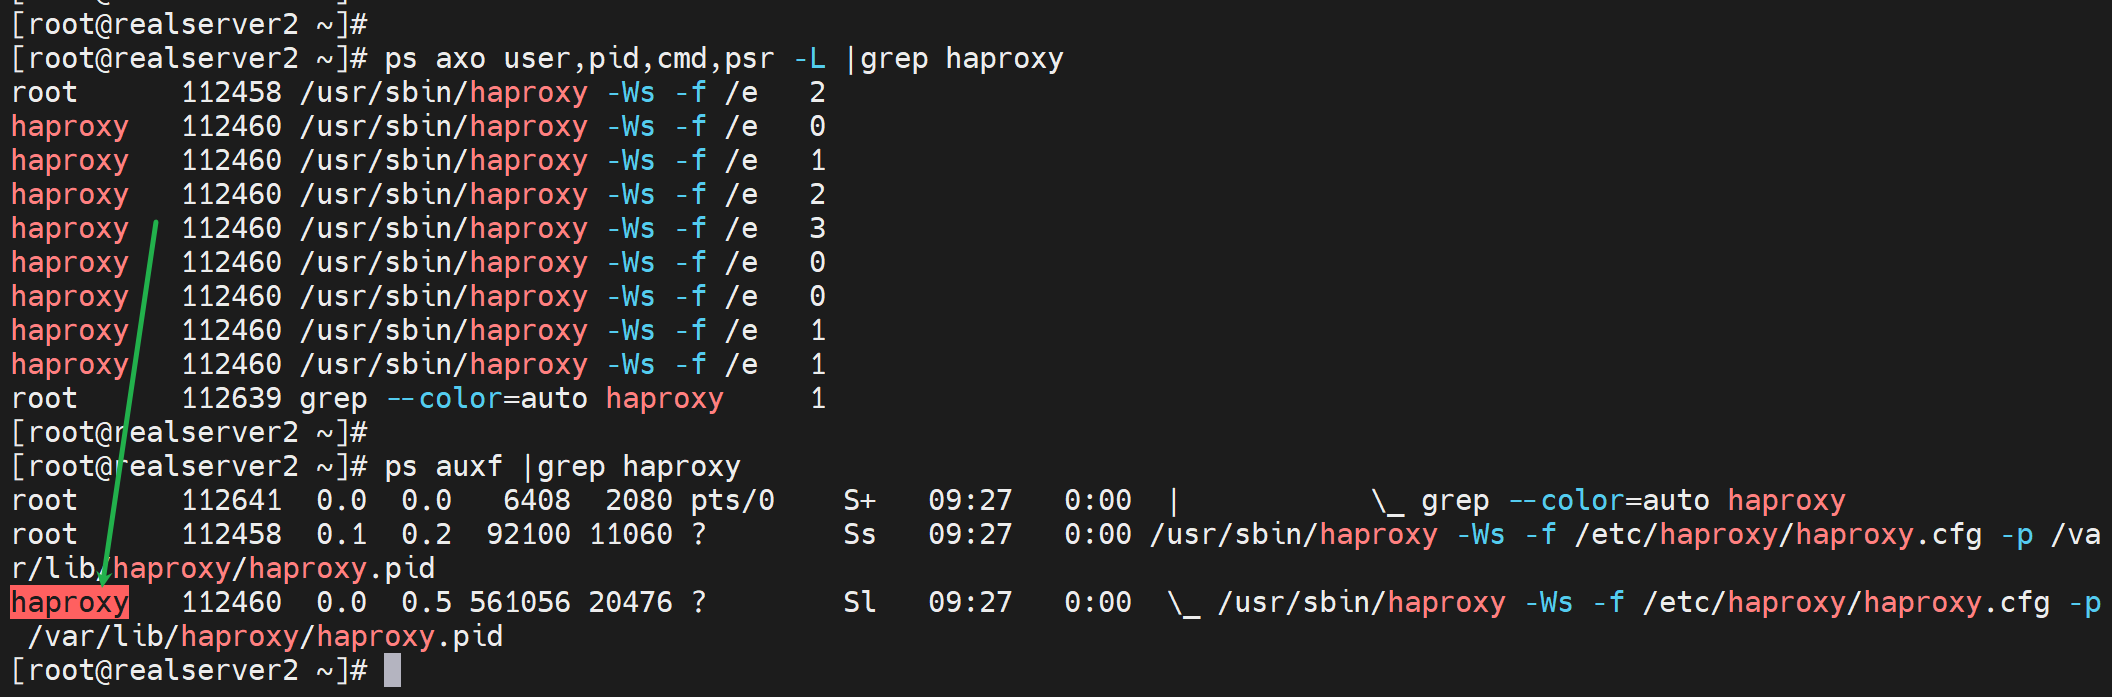 [root@realserver2 ~]#
[root@realserver2 ~]# ps axo user,pid,cmd,psr -L |grep haproxy
root      112458 /usr/sbin/haproxy -Ws -f /e   2
haproxy   112460 /usr/sbin/haproxy -Ws -f /e   0
haproxy   112460 /usr/sbin/haproxy -Ws -f /e   1
haproxy   112460 /usr/sbin/haproxy -Ws -f /e   2
haproxy   112460 /usr/sbin/haproxy -Ws -f /e   3
haproxy   112460 /usr/sbin/haproxy -Ws -f /e   0
haproxy   112460 /usr/sbin/haproxy -Ws -f /e   0
haproxy   112460 /usr/sbin/haproxy -Ws -f /e   1
haproxy   112460 /usr/sbin/haproxy -Ws -f /e   1
root      112639 grep --color=auto haproxy     1
[root@realserver2 ~]#
[root@realserver2 ~]# ps auxf |grep haproxy
root      112641  0.0  0.0   6408  2080 pts/0    S+   09:27   0:00  |           \_ grep --color=auto haproxy
root      112458  0.1  0.2  92100 11060 ?        Ss   09:27   0:00 /usr/sbin/haproxy -Ws -f /etc/haproxy/haproxy.cfg -p /va
r/lib/haproxy/haproxy.pid
haproxy   112460  0.0  0.5 561056 20476 ?        Sl   09:27   0:00  \_ /usr/sbin/haproxy -Ws -f /etc/haproxy/haproxy.cfg -p
 /var/lib/haproxy/haproxy.pid
[root@realserver2 ~]#